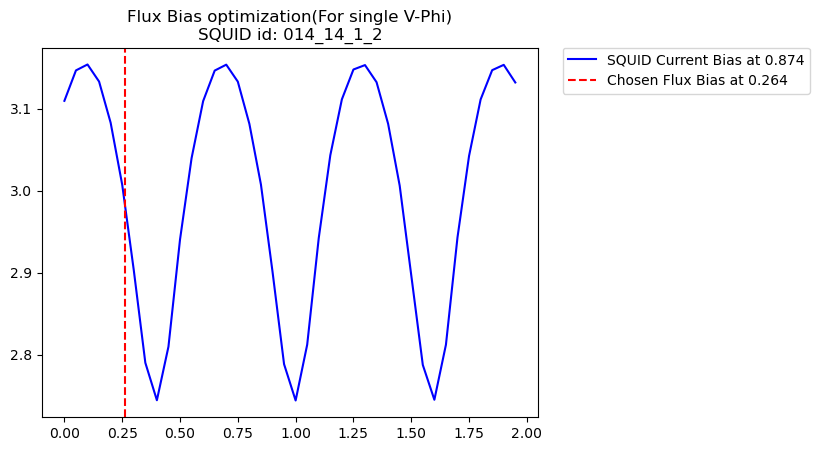 Flux Bias optimization(For single V-Phi)
SQUID id: 014_14_1_2
SQUID Current Bias at 0.874
Chosen Flux Bias at 0.264
3.1
3.0
2.9
2.8
0.00 0.25 0.50 0.75 1.00 1.25 1.50 1.75 2.00